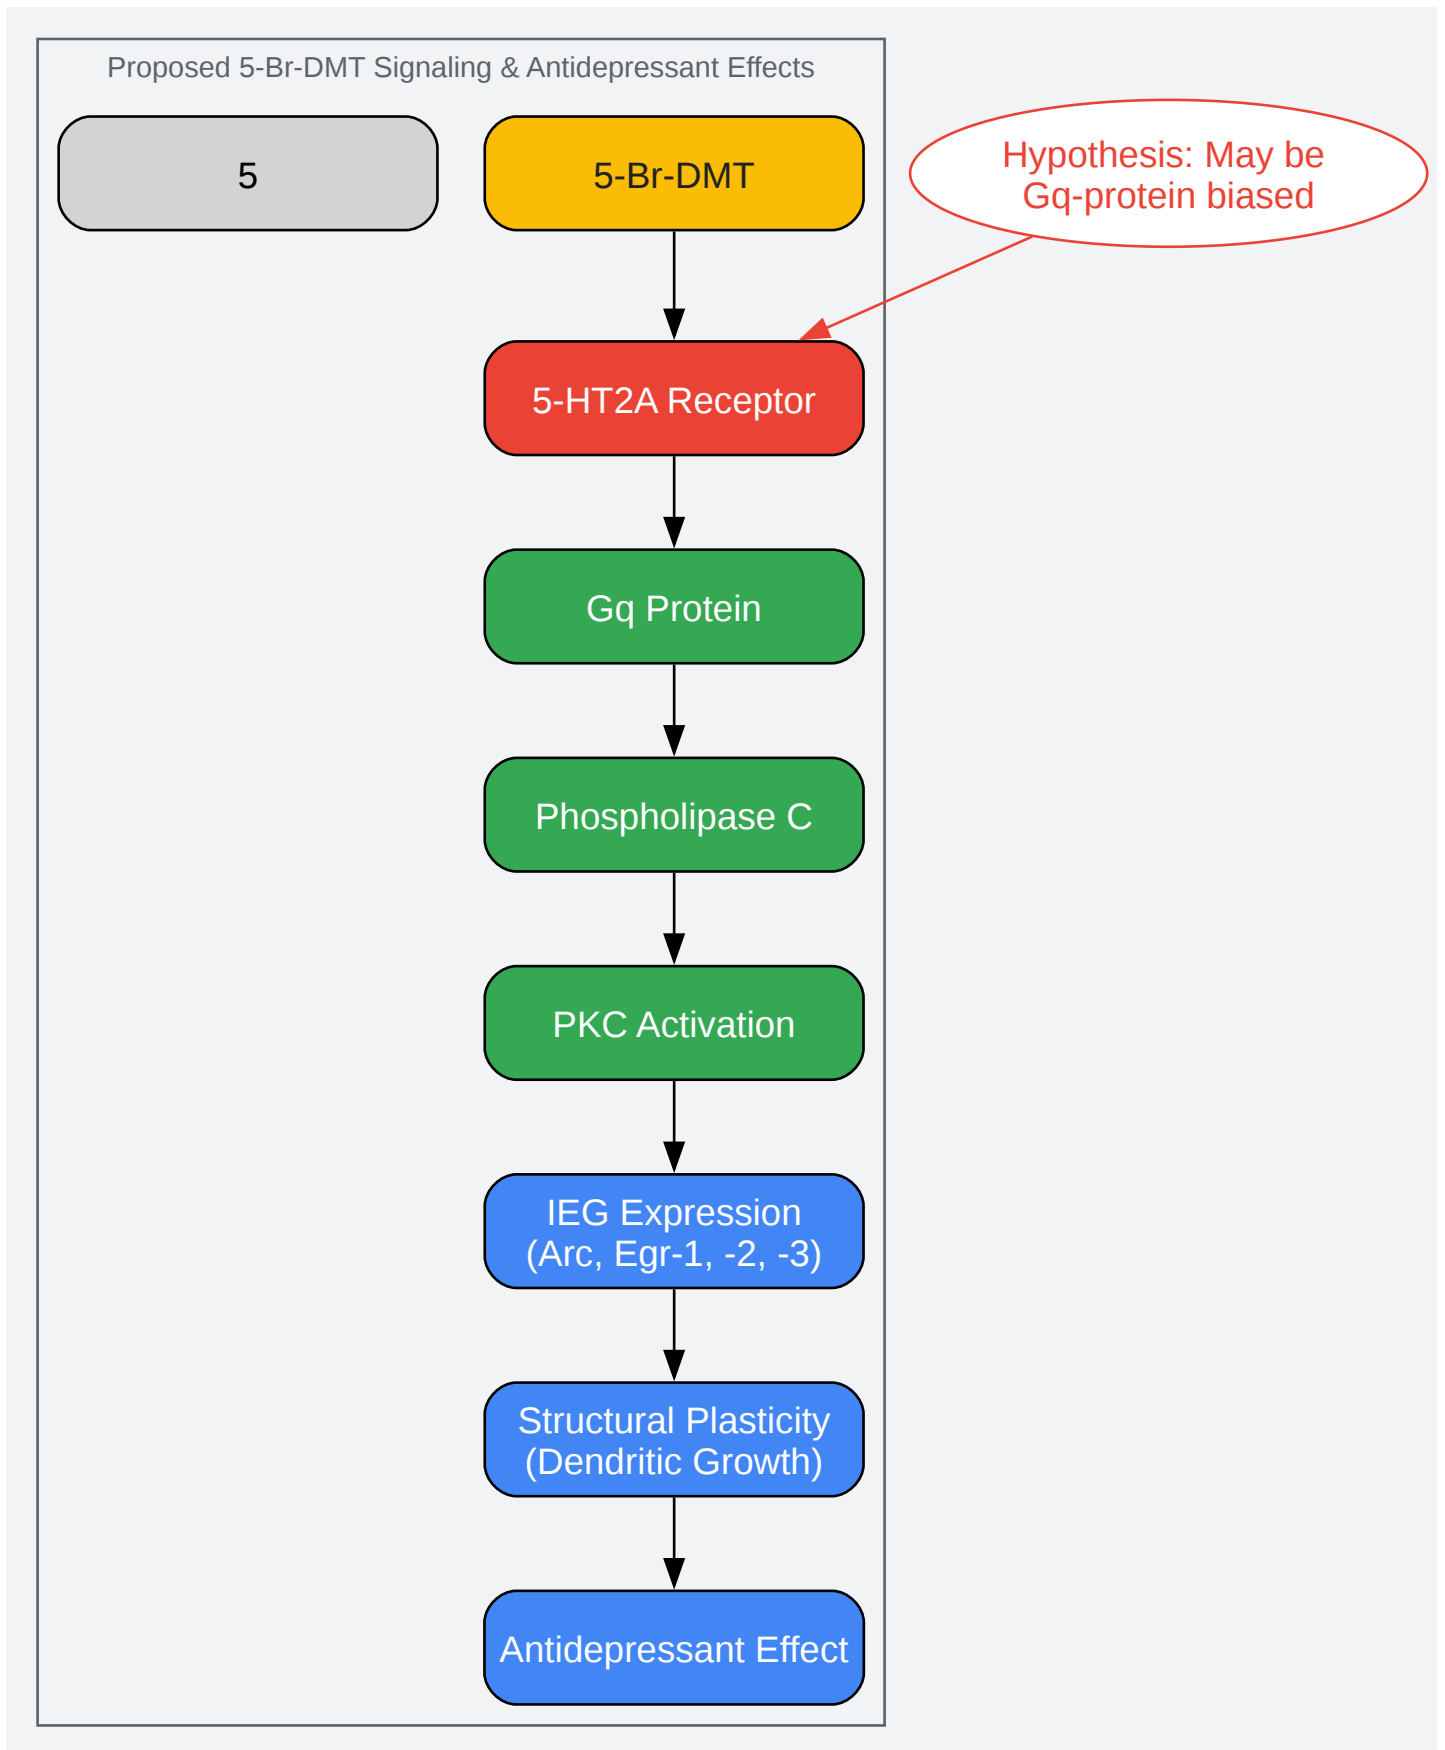 Proposed 5-Br-DMT Signaling & Antidepressant Effects
5
5-Br-DMT
Hypothesis: May be
Gq-protein biased
5-HT2A Receptor
Gq Protein
Phospholipase C
PKC Activation
IEG Expression
(Arc, Egr-1, -2, -3)
Structural Plasticity
(Dendritic Growth)
Antidepressant Effect